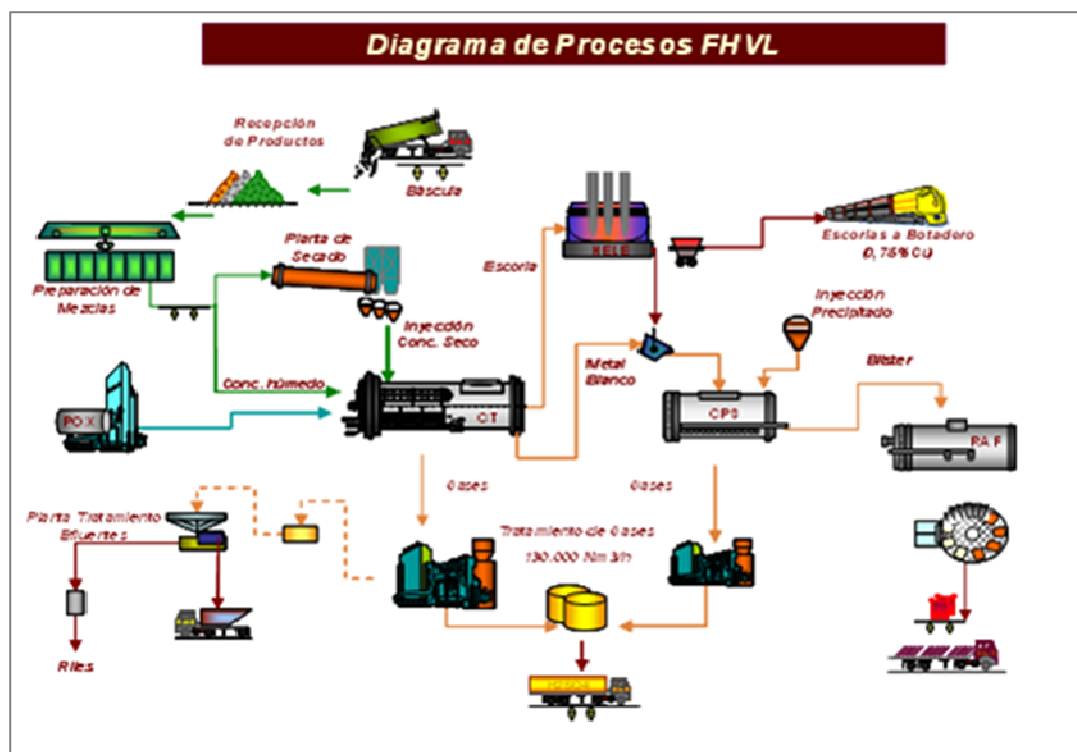 Diagrama de Procesos FHVL
Recepción
de Productos
Báscula
Planta de
Secado
Preparación de
Mezclas
Inyección
Conc. Seco
Conc. húmedo
POX
CT
Escoria
HELE
Escorias a Botadero
(0,75%Cu)
Inyección
Precipitado
Metal
Blanco
CPS
Blister
RAF
Gases
Gases
Planta Tratamiento
Efluentes
Tratamiento de Gases
130.000 Nm3/h
Riles